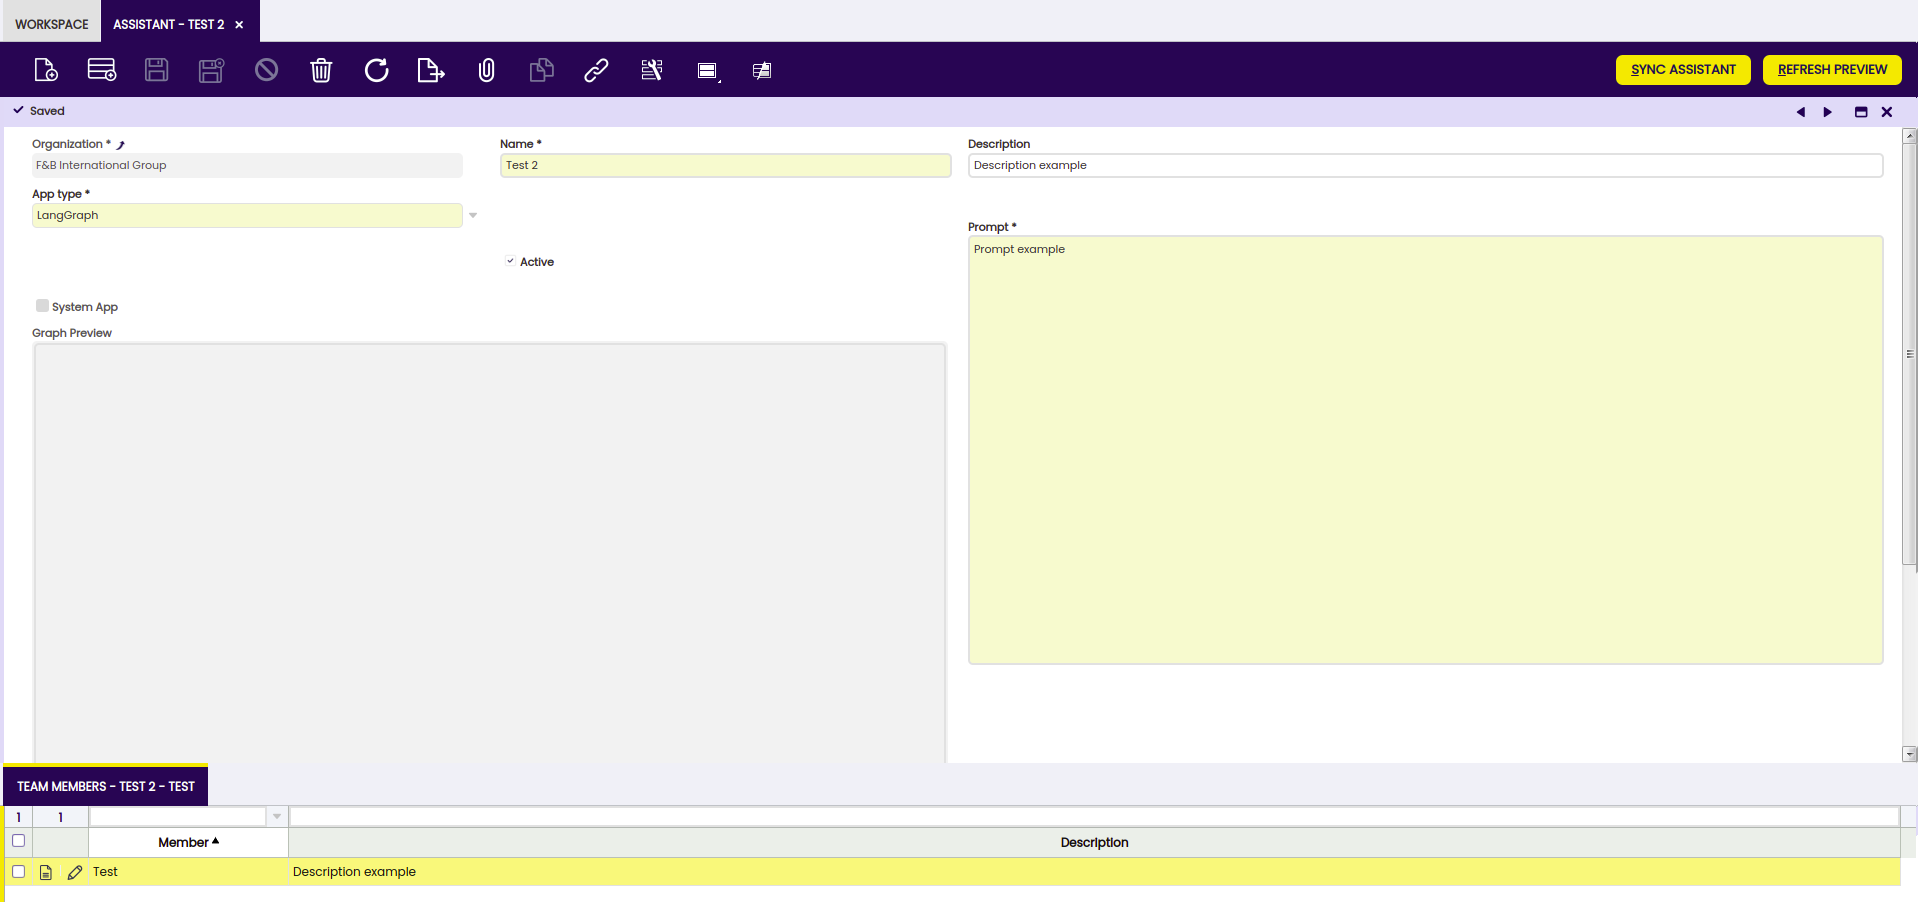 WORKSPACE
ASSISTANT - TEST 2
SYNC ASSISTANT
REFRESH PREVIEW
Saved
Organization *
Name *
Description
F&B International Group
Test 2
Description example
App type *
LangGraph
Prompt *
Prompt example
Active
System App
Graph Preview
TEAM MEMBERS - TEST 2 - TEST
1 1
Member
Description
Test
Description example